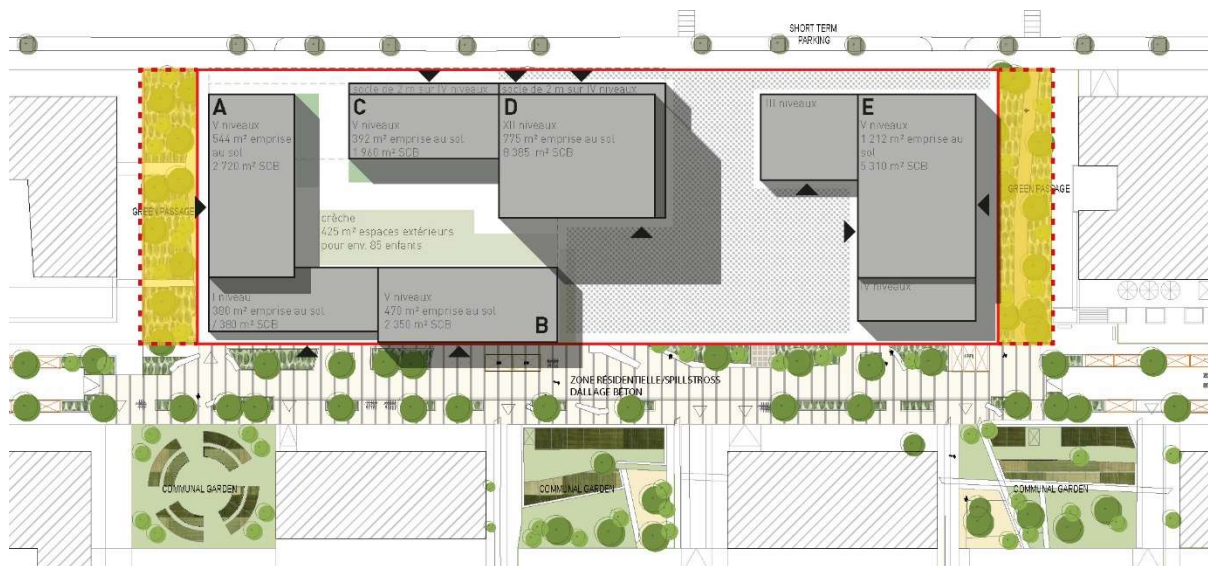 SHORT TERM
PARKING
A
V niveaux
544 m² emprise
au sol
2 720 m² SCB
socle de 2 m sur IV niveaux
C
V niveaux
392 m² emprise
au sol
1 960 m² SCB
socle de 2 m sur IV niveaux
D
XII niveaux
775 m² emprise
au sol
8 385 m² SCB
III niveaux
E
V niveaux
1 212 m² emprise au
sol
5 310 m² SCB
GREEN PASSAGE
GREEN PASSAGE
crèche
425 m² espaces extérieurs
pour env. 85 enfants
I niveau
380 m² emprise au sol
/ 380 m² SCB
V niveaux
470 m² emprise au sol
2 350 m² SCB
B
IV niveaux
ZONE RÉSIDENTIELLE/SPILLSTROSS
DALLAGE BÉTON
COMMUNAL GARDEN
COMMUNAL GARDEN
COMMUNAL GARDEN